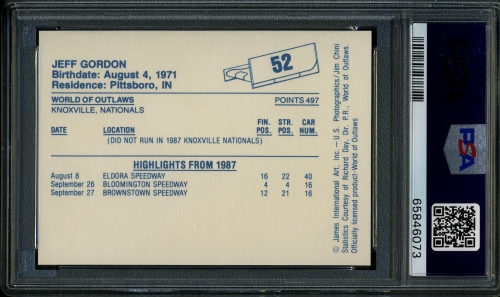 JEFF GORDON
Birthdate: August 4, 1971
Residence: Pittsboro, IN
52
WORLD OF OUTLAWS POINTS 497
KNOXVILLE, NATIONALS
DATE LOCATION FIN. POS. STR. POS. CAR NUM.
(DID NOT RUN IN 1987 KNOXVILLE NATIONALS)
HIGHLIGHTS FROM 1987
August 8 ELDORA SPEEDWAY 16 22 40
September 26 BLOOMINGTON SPEEDWAY 4 4 16
September 27 BROWNSTOWN SPEEDWAY 12 21 16
© James International Art, Inc. — U.S. Photographics/Jim Chini
Statistics Courtesy of Richard Day, Dir. P.R., World of Outlaws.
Officially licensed product-World of Outlaws
PSA
65846073